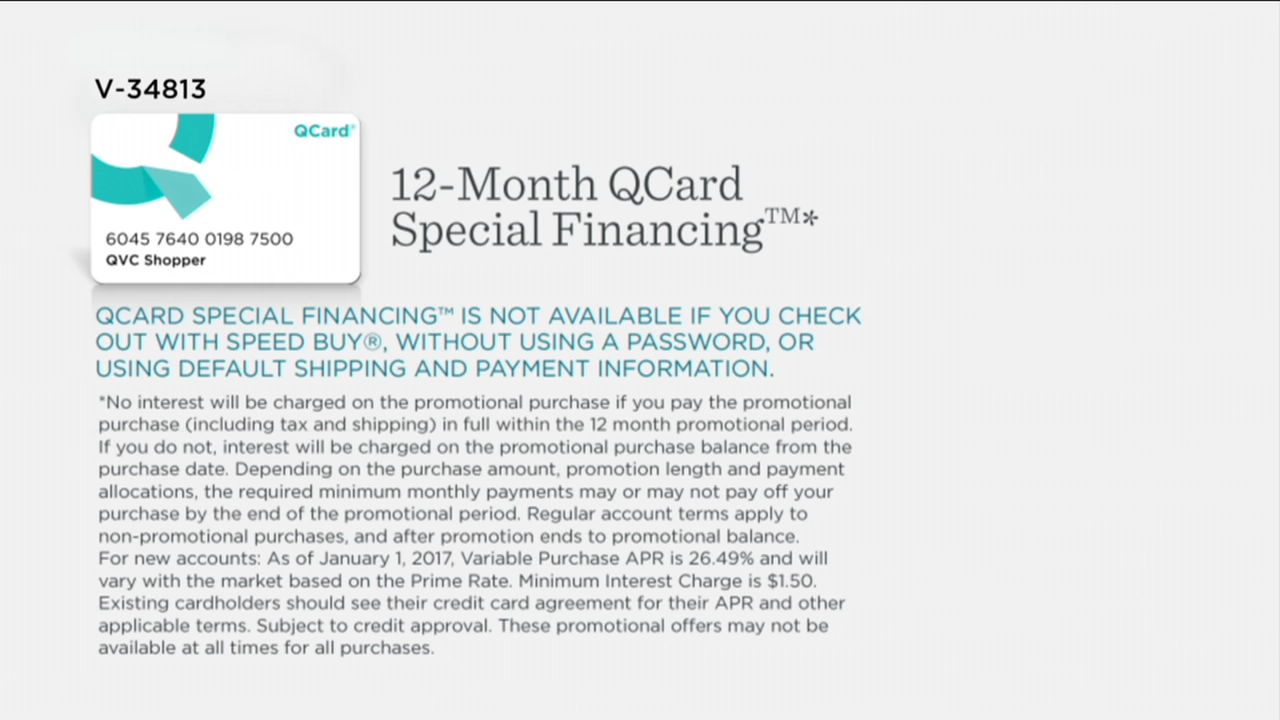 V-34813
QCard®
6045 7640 0198 7500
QVC Shopper
12-Month QCard
Special Financing™*
QCARD SPECIAL FINANCING™ IS NOT AVAILABLE IF YOU CHECK
OUT WITH SPEED BUY®, WITHOUT USING A PASSWORD, OR
USING DEFAULT SHIPPING AND PAYMENT INFORMATION.
*No interest will be charged on the promotional purchase if you pay the promotional
purchase (including tax and shipping) in full within the 12 month promotional period.
If you do not, interest will be charged on the promotional purchase balance from the
purchase date. Depending on the purchase amount, promotion length and payment
allocations, the required minimum monthly payments may or may not pay off your
purchase by the end of the promotional period. Regular account terms apply to
non-promotional purchases, and after promotion ends to promotional balance.
For new accounts: As of January 1, 2017, Variable Purchase APR is 26.49% and will
vary with the market based on the Prime Rate. Minimum Interest Charge is $1.50.
Existing cardholders should see their credit card agreement for their APR and other
applicable terms. Subject to credit approval. These promotional offers may not be
available at all times for all purchases.